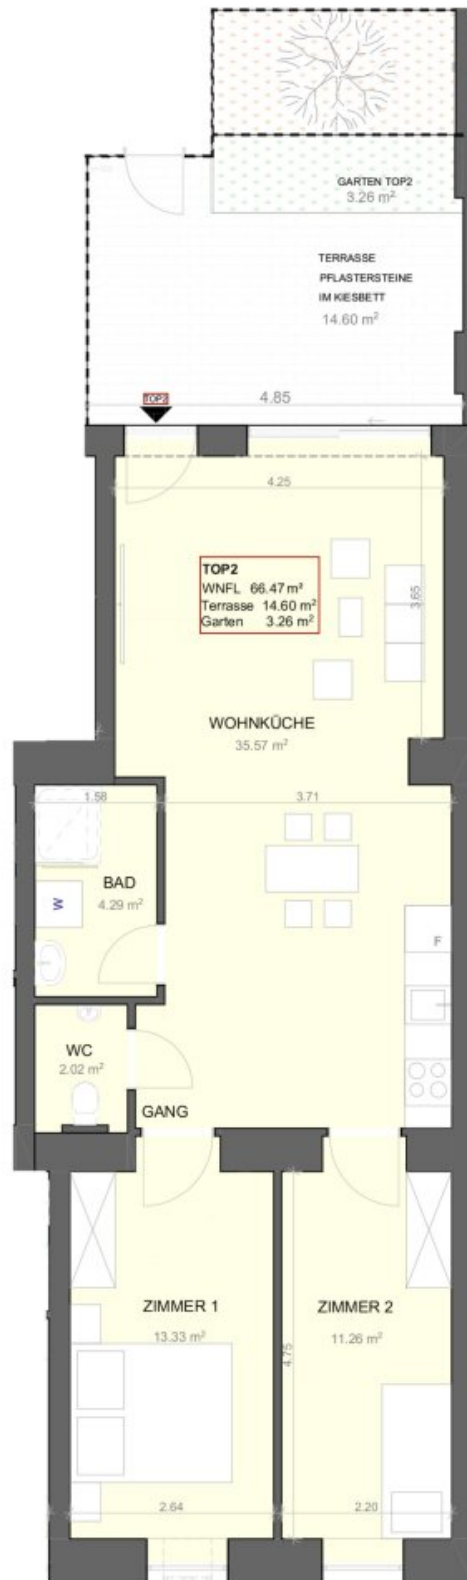 GARTEN TOP2
3.26 m²
TERRASSE
PFLASTERSTEINE
IM KIESBETT
14.60 m²
TOP2
4.85
4.25
TOP2
WNFL 66.47 m²
Terrasse 14.60 m²
Garten 3.26 m²
3.65
WOHNKÜCHE
35.57 m²
1.58
3.71
BAD
4.29 m²
W
F
WC
2.02 m²
GANG
ZIMMER 1
13.33 m²
ZIMMER 2
11.26 m²
4.75
2.64
2.20